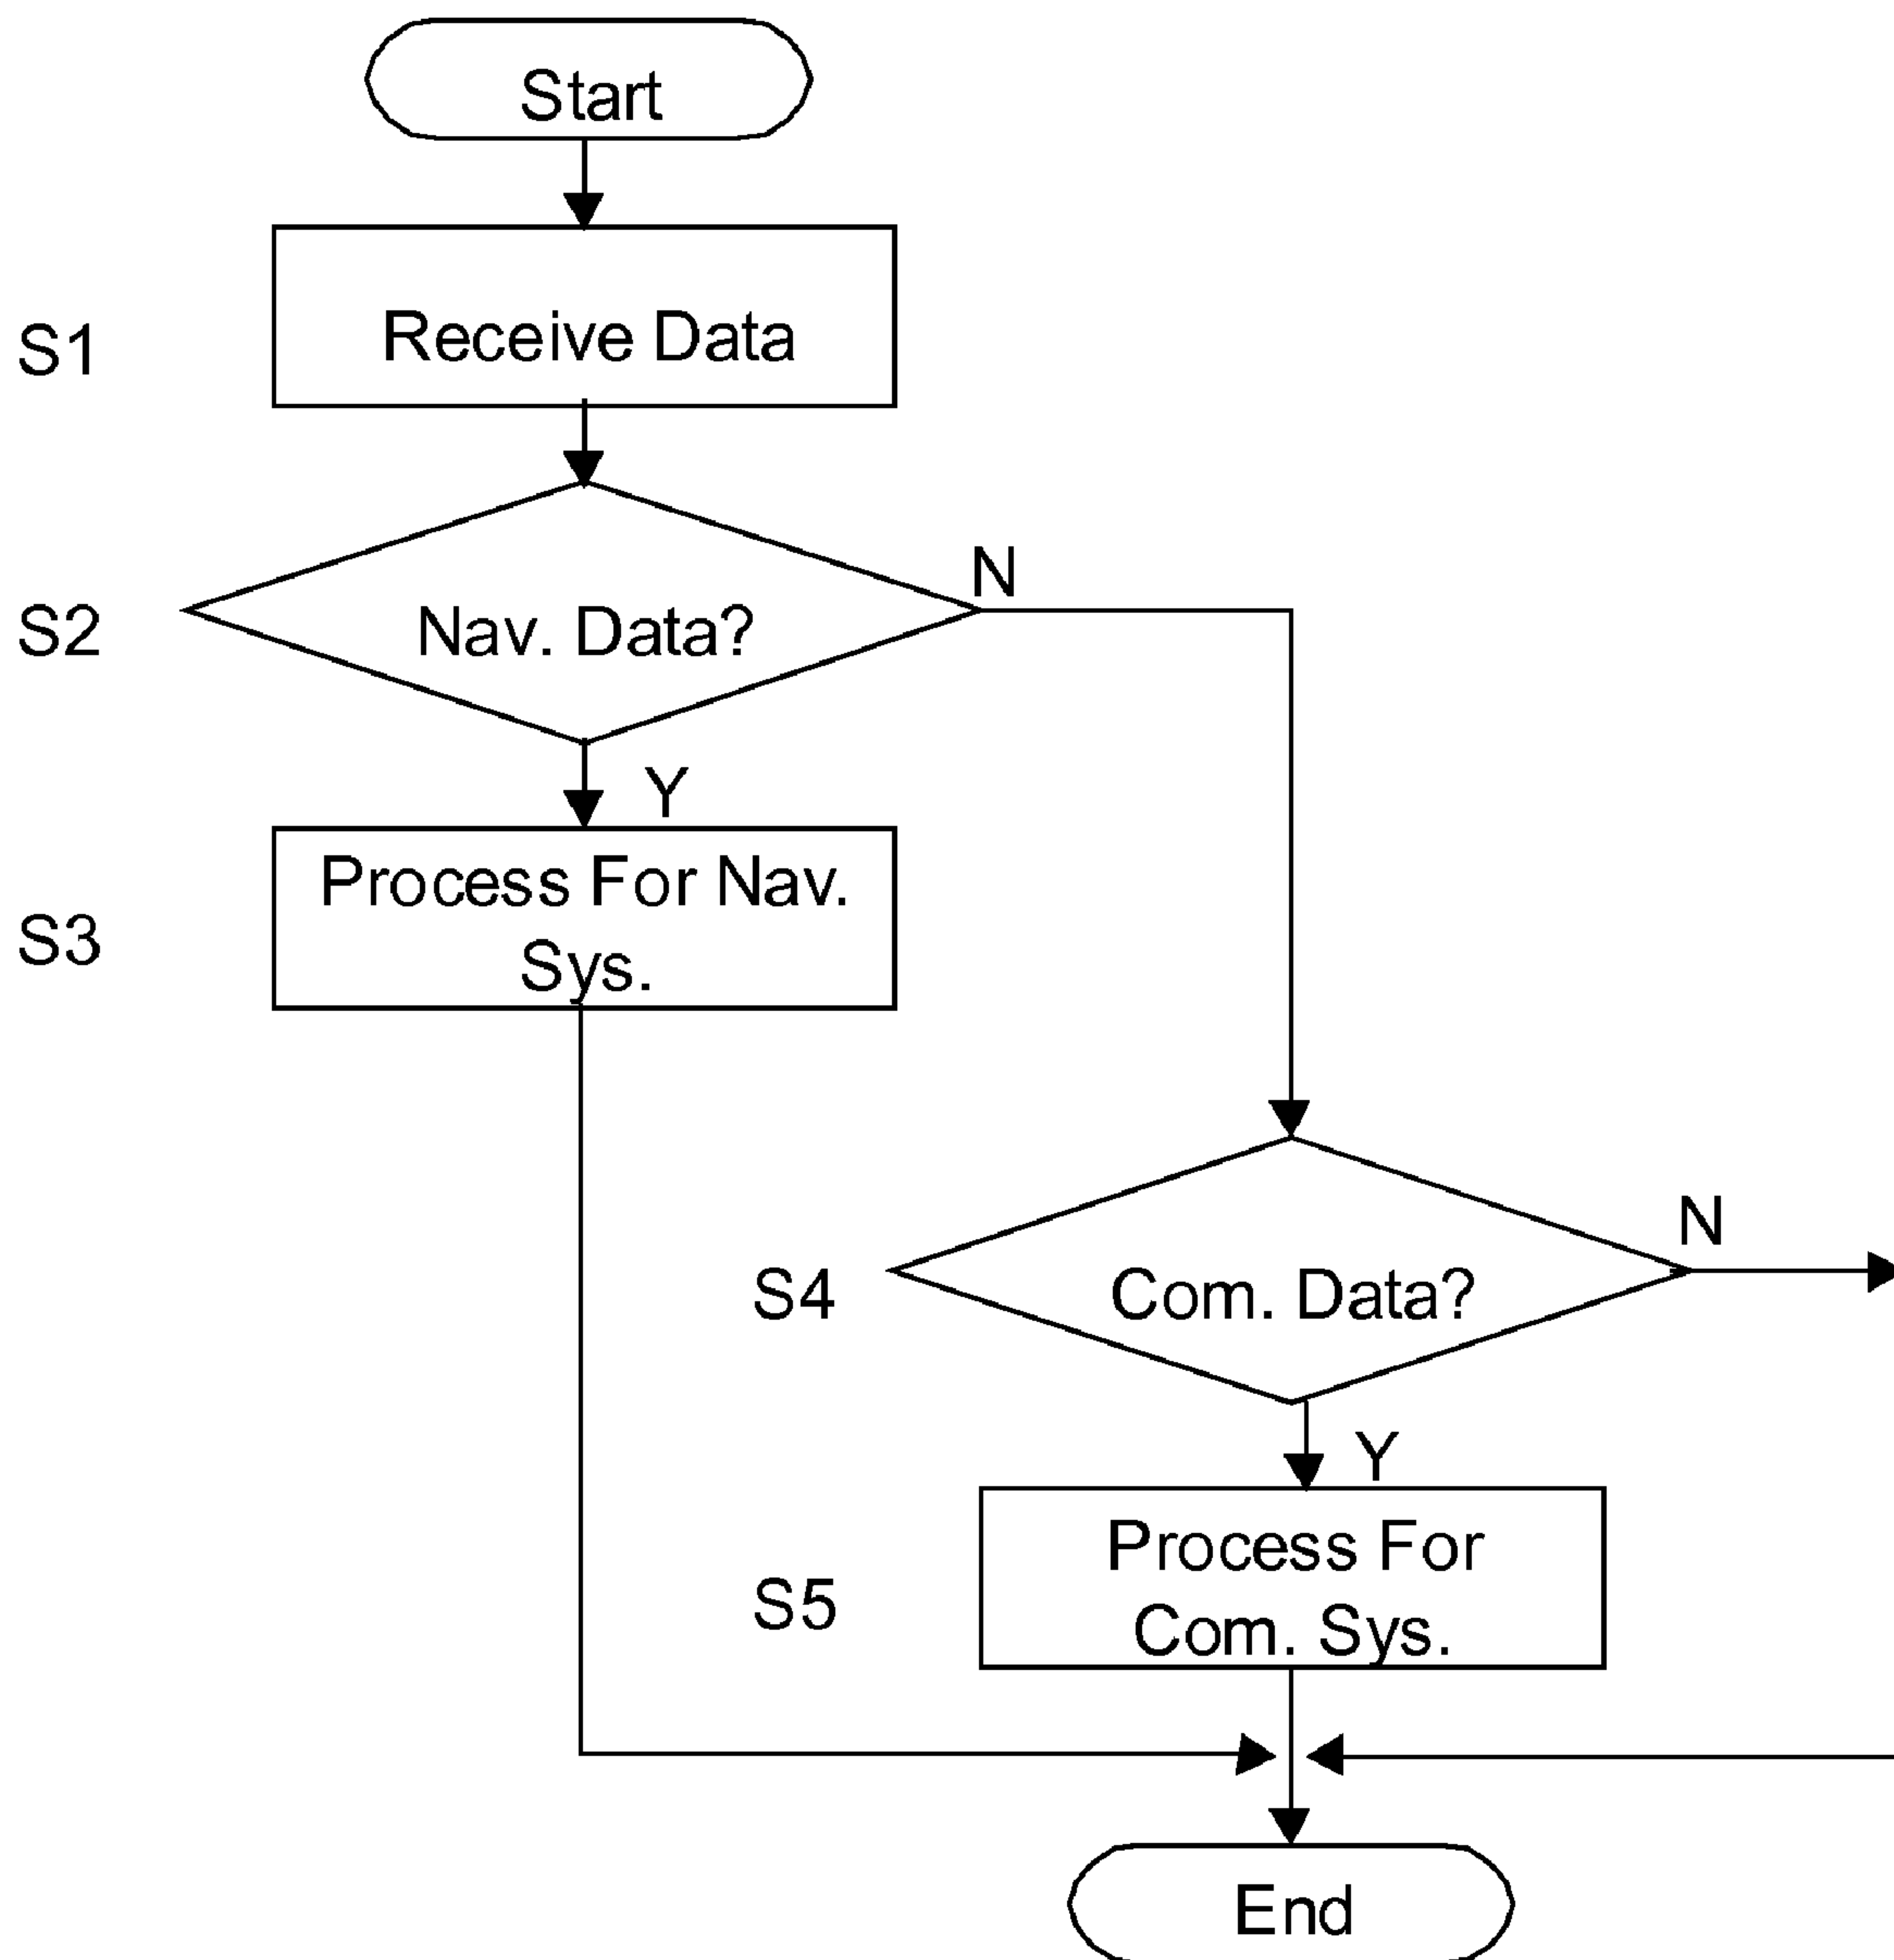 Start
S1
Receive Data
N
S2
Nav. Data?
Y
Process For Nav.
S3
Sys.
N
S4
Com. Data?
Y
Process For
S5
Com. Sys.
End